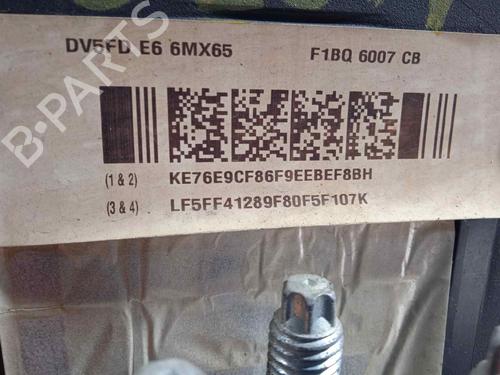 DV5FD E6 6MX65 F1BQ 6007 CB
(1 & 2) KE76E9CF86F9EEBEF8BH
(3 & 4) LF5FF41289F80F5F107K
B-PARTS